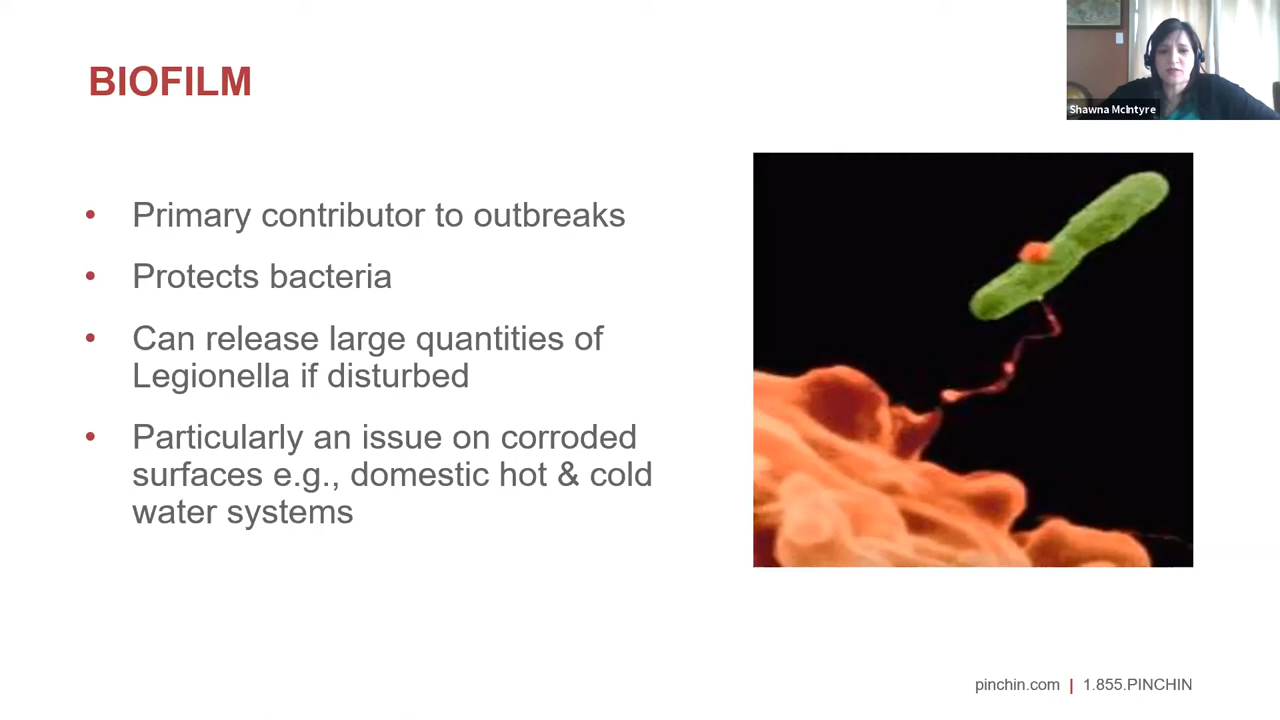 BIOFILM
Shawna McIntyre
• Primary contributor to outbreaks
• Protects bacteria
• Can release large quantities of
Legionella if disturbed
• Particularly an issue on corroded
surfaces e.g., domestic hot & cold
water systems
pinchin.com | 1.855.PINCHIN